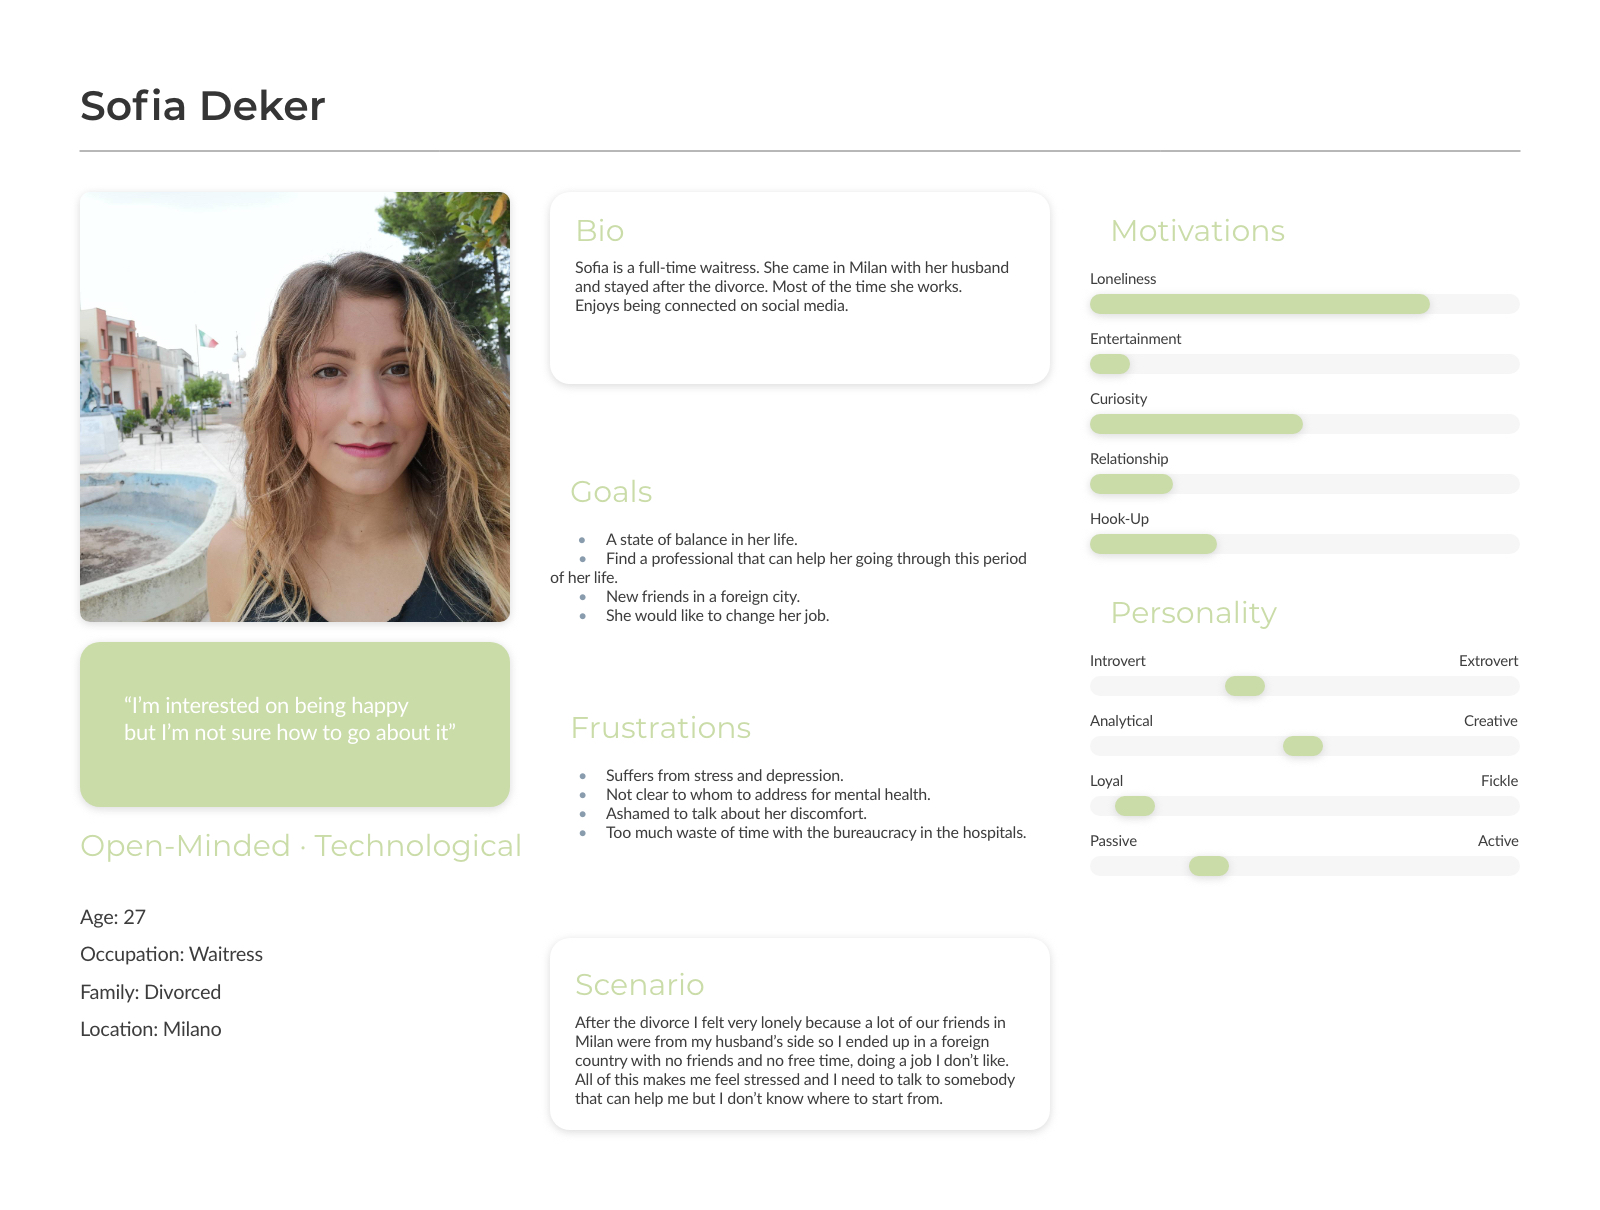 Sofia Deker
“I’m interested on being happy
but I’m not sure how to go about it”
Open-Minded · Technological
Age: 27
Occupation: Waitress
Family: Divorced
Location: Milano
Bio
Sofia is a full-time waitress. She came in Milan with her husband
and stayed after the divorce. Most of the time she works.
Enjoys being connected on social media.
Goals
• A state of balance in her life.
• Find a professional that can help her going through this period
of her life.
• New friends in a foreign city.
• She would like to change her job.
Frustrations
• Suffers from stress and depression.
• Not clear to whom to address for mental health.
• Ashamed to talk about her discomfort.
• Too much waste of time with the bureaucracy in the hospitals.
Scenario
After the divorce I felt very lonely because a lot of our friends in
Milan were from my husband’s side so I ended up in a foreign
country with no friends and no free time, doing a job I don’t like.
All of this makes me feel stressed and I need to talk to somebody
that can help me but I don’t know where to start from.
Motivations
Loneliness
Entertainment
Curiosity
Relationship
Hook-Up
Personality
Introvert Extrovert
Analytical Creative
Loyal Fickle
Passive Active